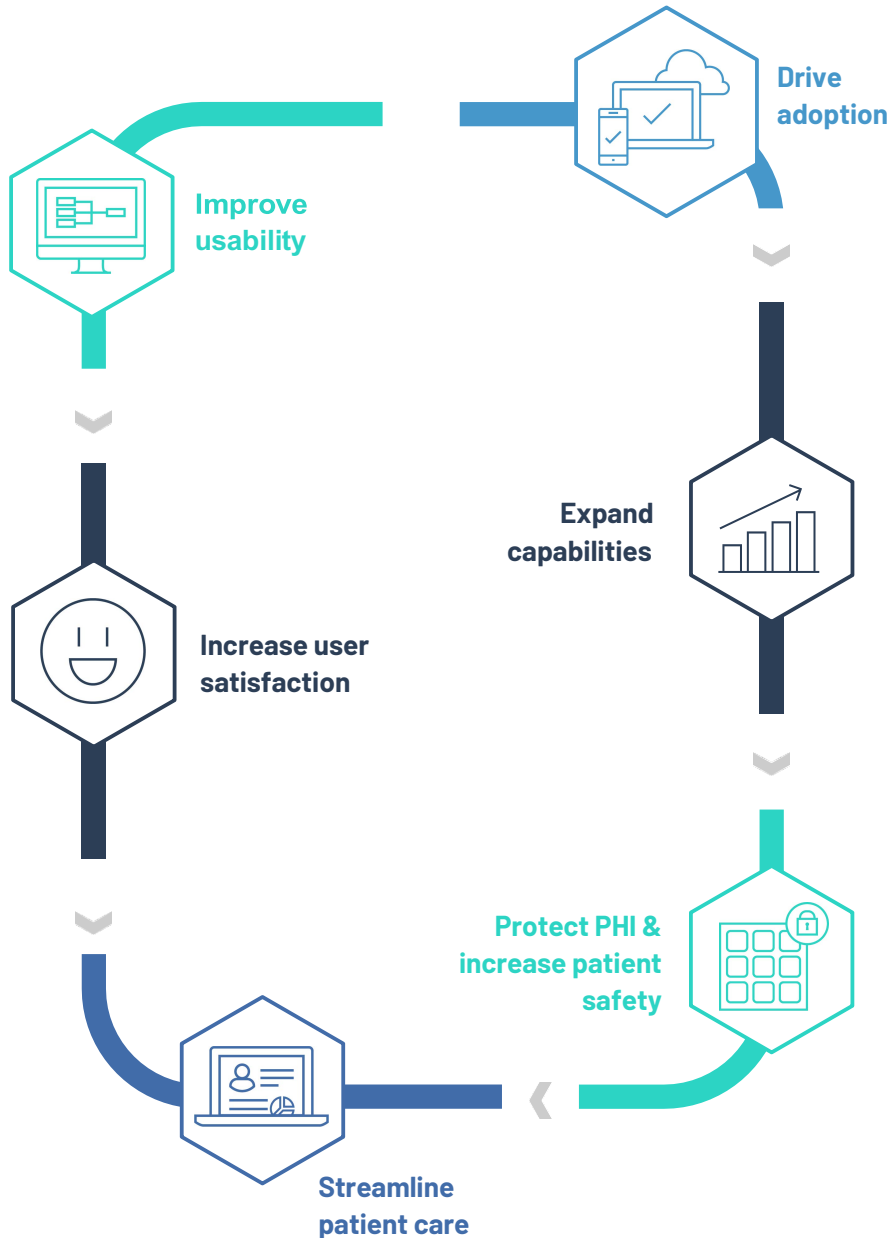 Drive
adoption
Improve
usability
Expand
capabilities
Increase user
satisfaction
Protect PHI &
increase patient
safety
Streamline
patient care